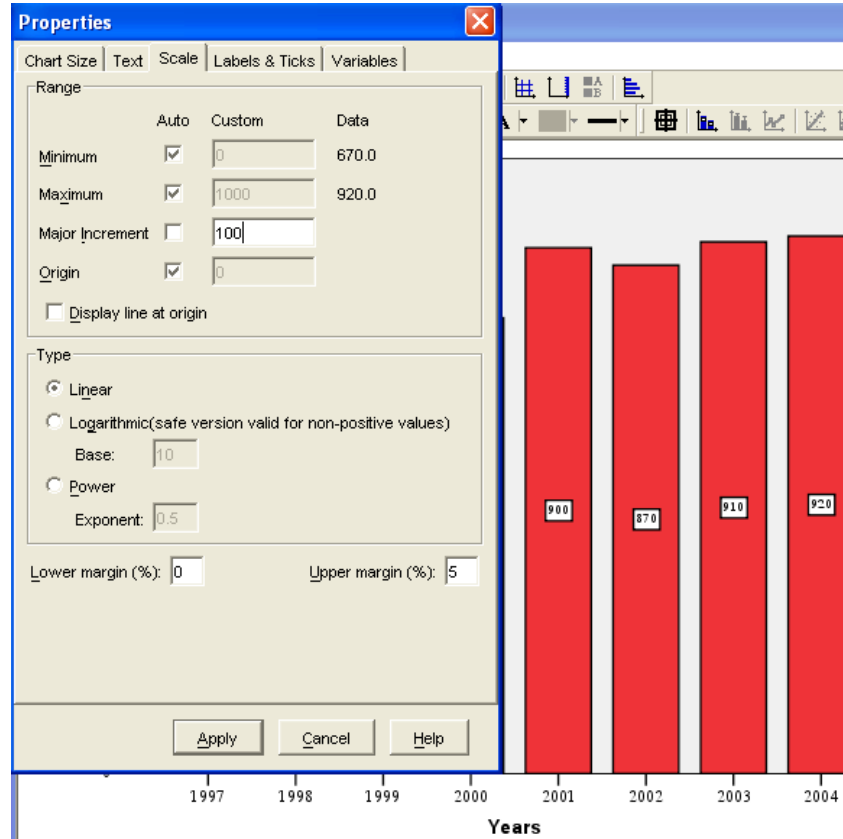 Properties
Chart Size Text Scale Labels & Ticks Variables
Range
Auto Custom Data
Minimum 0 670.0
Maximum 1000 920.0
Major Increment 100
Origin 0
Display line at origin
Type
Linear
Logarithmic(safe version valid for non-positive values)
Base: 10
Power
Exponent: 0.5
Lower margin (%): 0 Upper margin (%): 5
Apply Cancel Help
A
A
B
900 870 910 920
1997 1998 1999 2000 2001 2002 2003 2004
Years